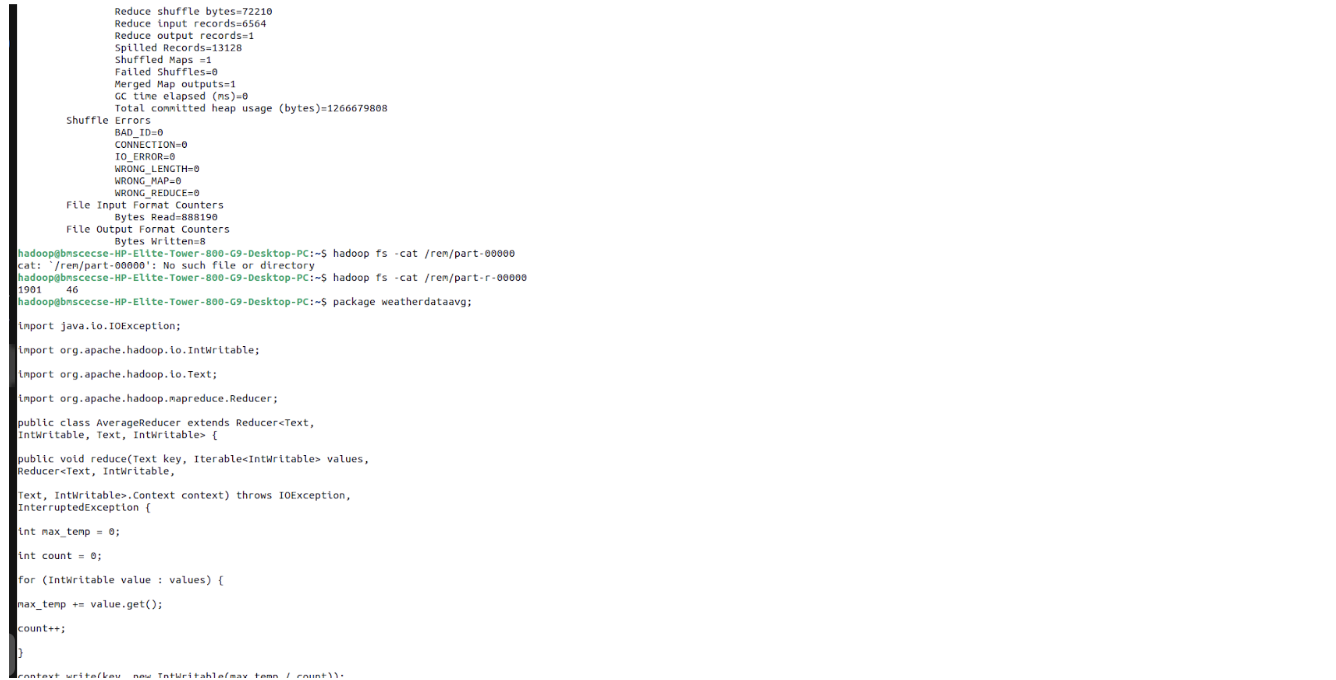 Reduce shuffle bytes=72210
Reduce input records=6564
Reduce output records=1
Spilled Records=13128
Shuffled Maps =1
Failed Shuffles=0
Merged Map outputs=1
GC time elapsed (ms)=0
Total committed heap usage (bytes)=1266679808
Shuffle Errors
BAD_ID=0
CONNECTION=0
IO_ERROR=0
WRONG_LENGTH=0
WRONG_MAP=0
WRONG_REDUCE=0
File Input Format Counters
Bytes Read=888190
File Output Format Counters
Bytes Written=8
hadoop@bmscecse-HP-Elite-Tower-800-G9-Desktop-PC:~$ hadoop fs -cat /rem/part-00000
cat: `/rem/part-00000': No such file or directory
hadoop@bmscecse-HP-Elite-Tower-800-G9-Desktop-PC:~$ hadoop fs -cat /rem/part-r-00000
1901    46
hadoop@bmscecse-HP-Elite-Tower-800-G9-Desktop-PC:~$ package weatherdataavg;
import java.io.IOException;
import org.apache.hadoop.io.IntWritable;
import org.apache.hadoop.io.Text;
import org.apache.hadoop.mapreduce.Reducer;
public class AverageReducer extends Reducer<Text,
IntWritable, Text, IntWritable> {
public void reduce(Text key, Iterable<IntWritable> values,
Reducer<Text, IntWritable,
Text, IntWritable>.Context context) throws IOException,
InterruptedException {
int max_temp = 0;
int count = 0;
for (IntWritable value : values) {
max_temp += value.get();
count++;
}
context.write(key, new IntWritable(max_temp / count));